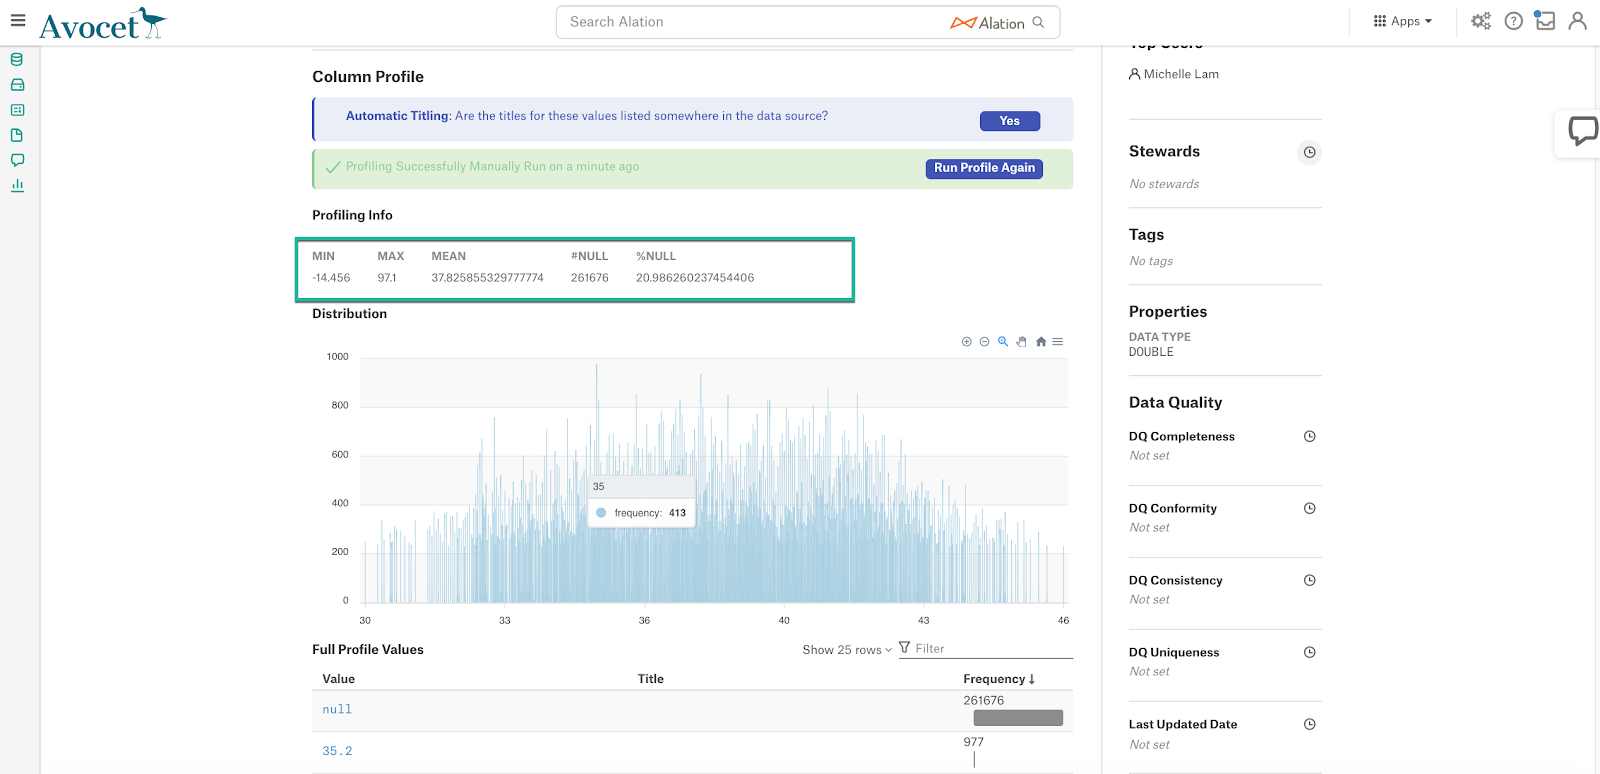 Avocet
Search Alation
Alation
Apps
Top Users
Michelle Lam
Column Profile
Automatic Titling: Are the titles for these values listed somewhere in the data source?
Yes
Profiling Successfully Manually Run on a minute ago
Run Profile Again
Profiling Info
MIN MAX MEAN #NULL %NULL
-14.456 97.1 37.825855329777774 261676 20.986260237454406
Distribution
1000
800
600
400
200
0
35
frequency: 413
30 33 36 40 43 46
Full Profile Values
Show 25 rows
Filter
Value Title Frequency
null 261676
35.2 977
Stewards
No stewards
Tags
No tags
Properties
DATA TYPE
DOUBLE
Data Quality
DQ Completeness
Not set
DQ Conformity
Not set
DQ Consistency
Not set
DQ Uniqueness
Not set
Last Updated Date
Not set